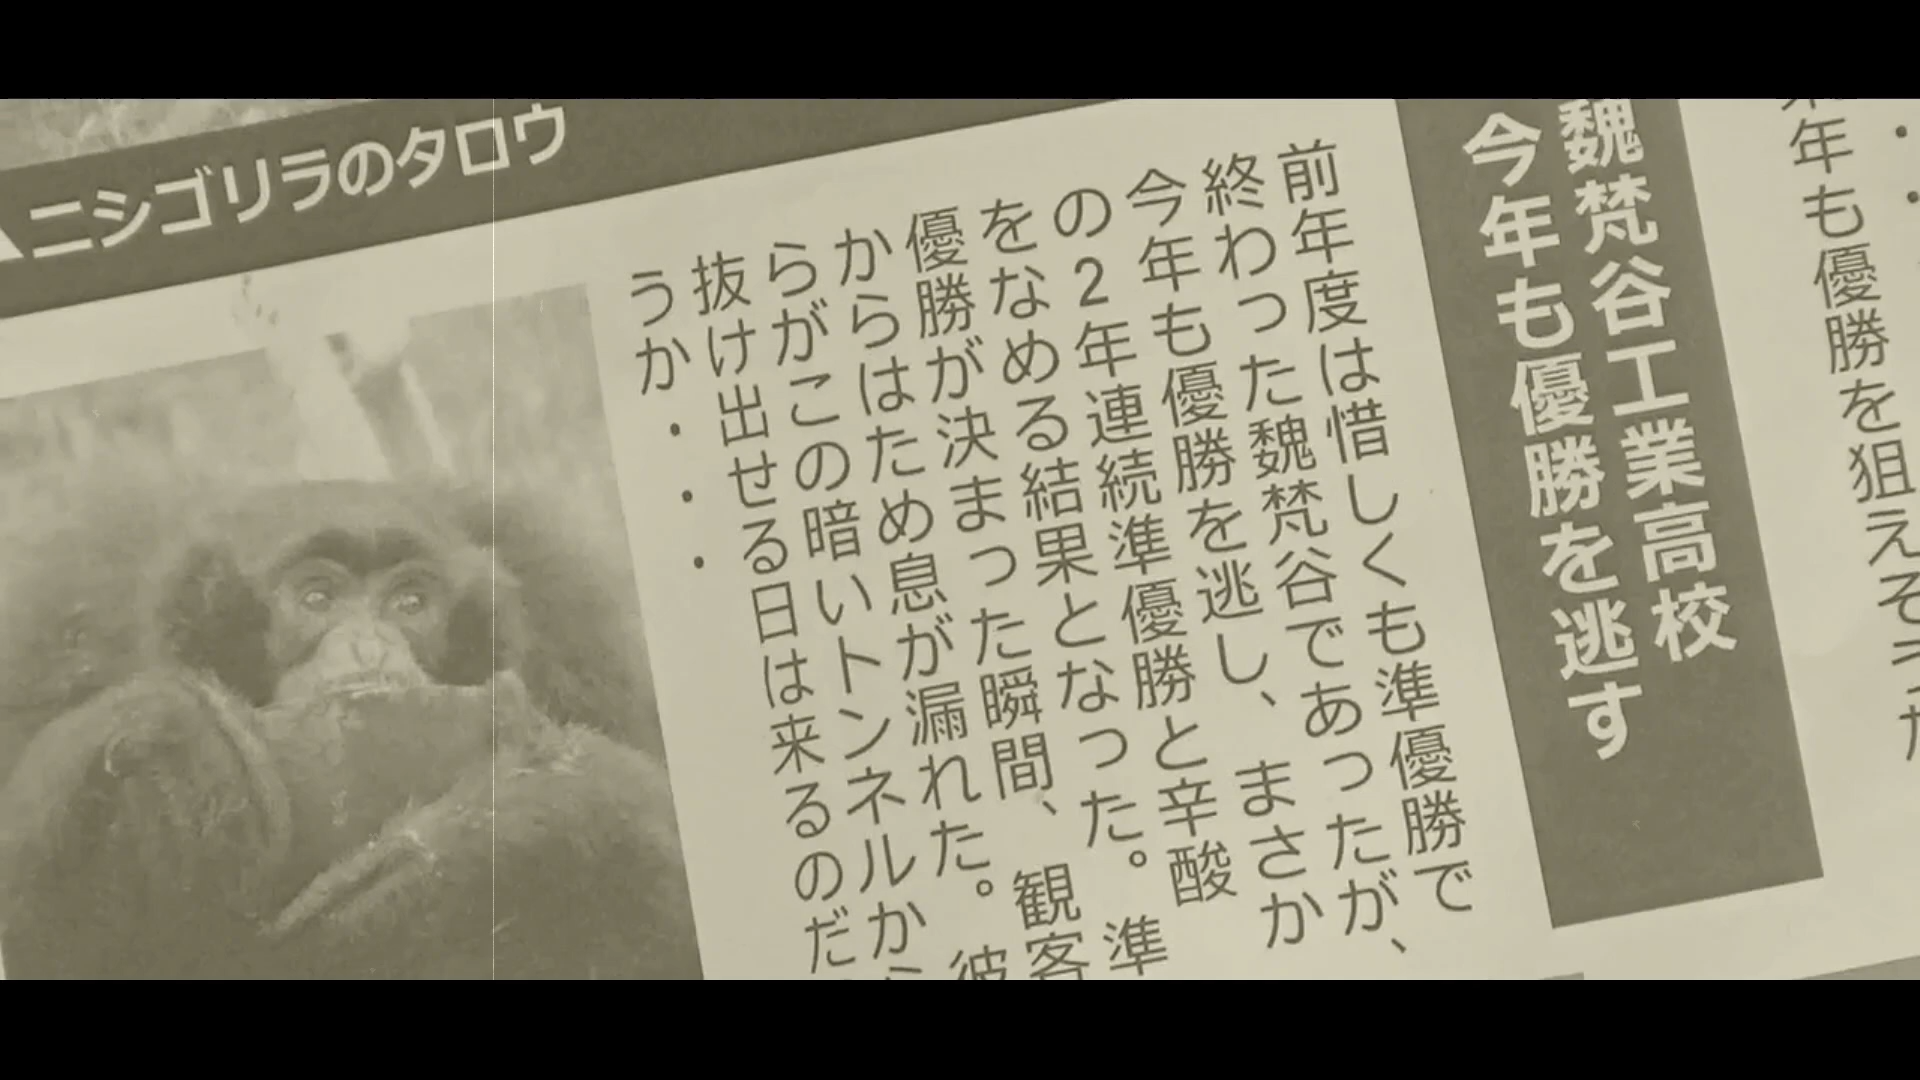 ・・
年も優勝を狙えそ
魏梵谷工業高校
今年も優勝を逃す
前年度は惜しくも準優勝で
終わった魏梵谷であったが、
今年も優勝を逃し、まさか
の2年連続準優勝と辛酸
をなめる結果となった。準
優勝が決まった瞬間、観客
からはため息が漏れた。彼
らがこの暗いトンネルから
抜け出せる日は来るのだ
うか・・・
▲ニシゴリラのタロウ